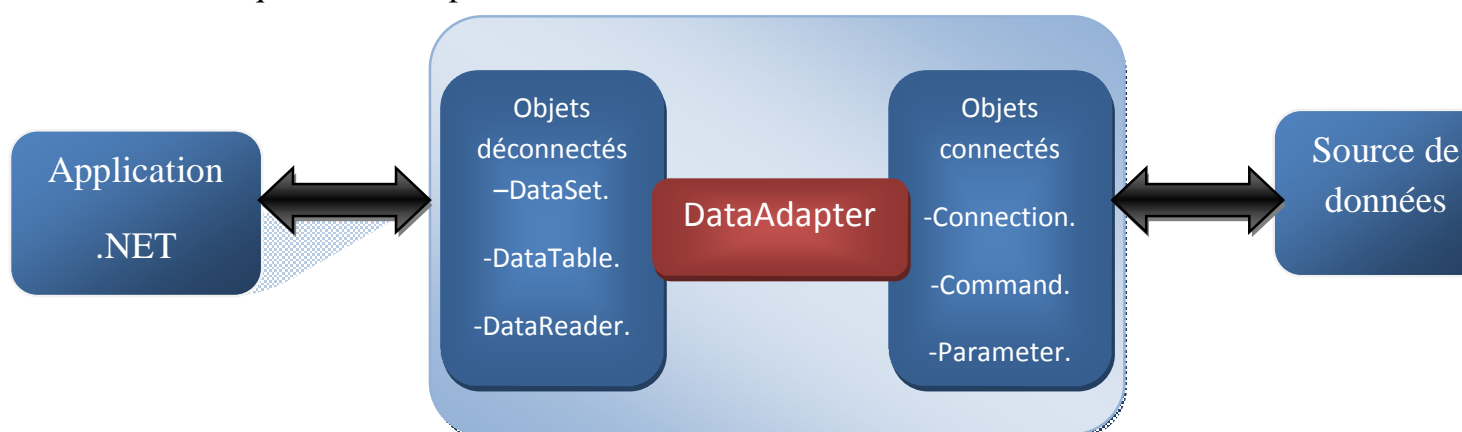 Application
.NET
Objets
déconnectés
–DataSet.
-DataTable.
-DataReader.
DataAdapter
Objets
connectés
-Connection.
-Command.
-Parameter.
Source de
données